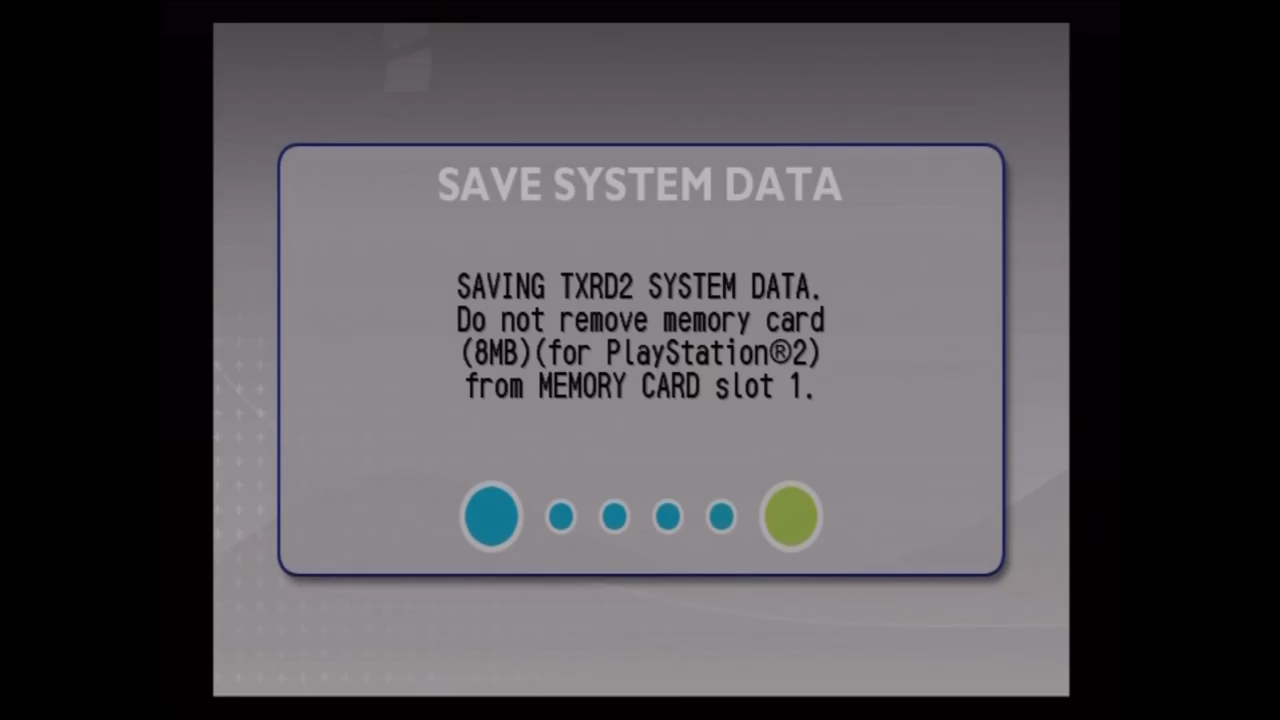 SAVE SYSTEM DATA
SAVING TXRD2 SYSTEM DATA.
Do not remove memory card
(8MB)(for PlayStation®2)
from MEMORY CARD slot 1.